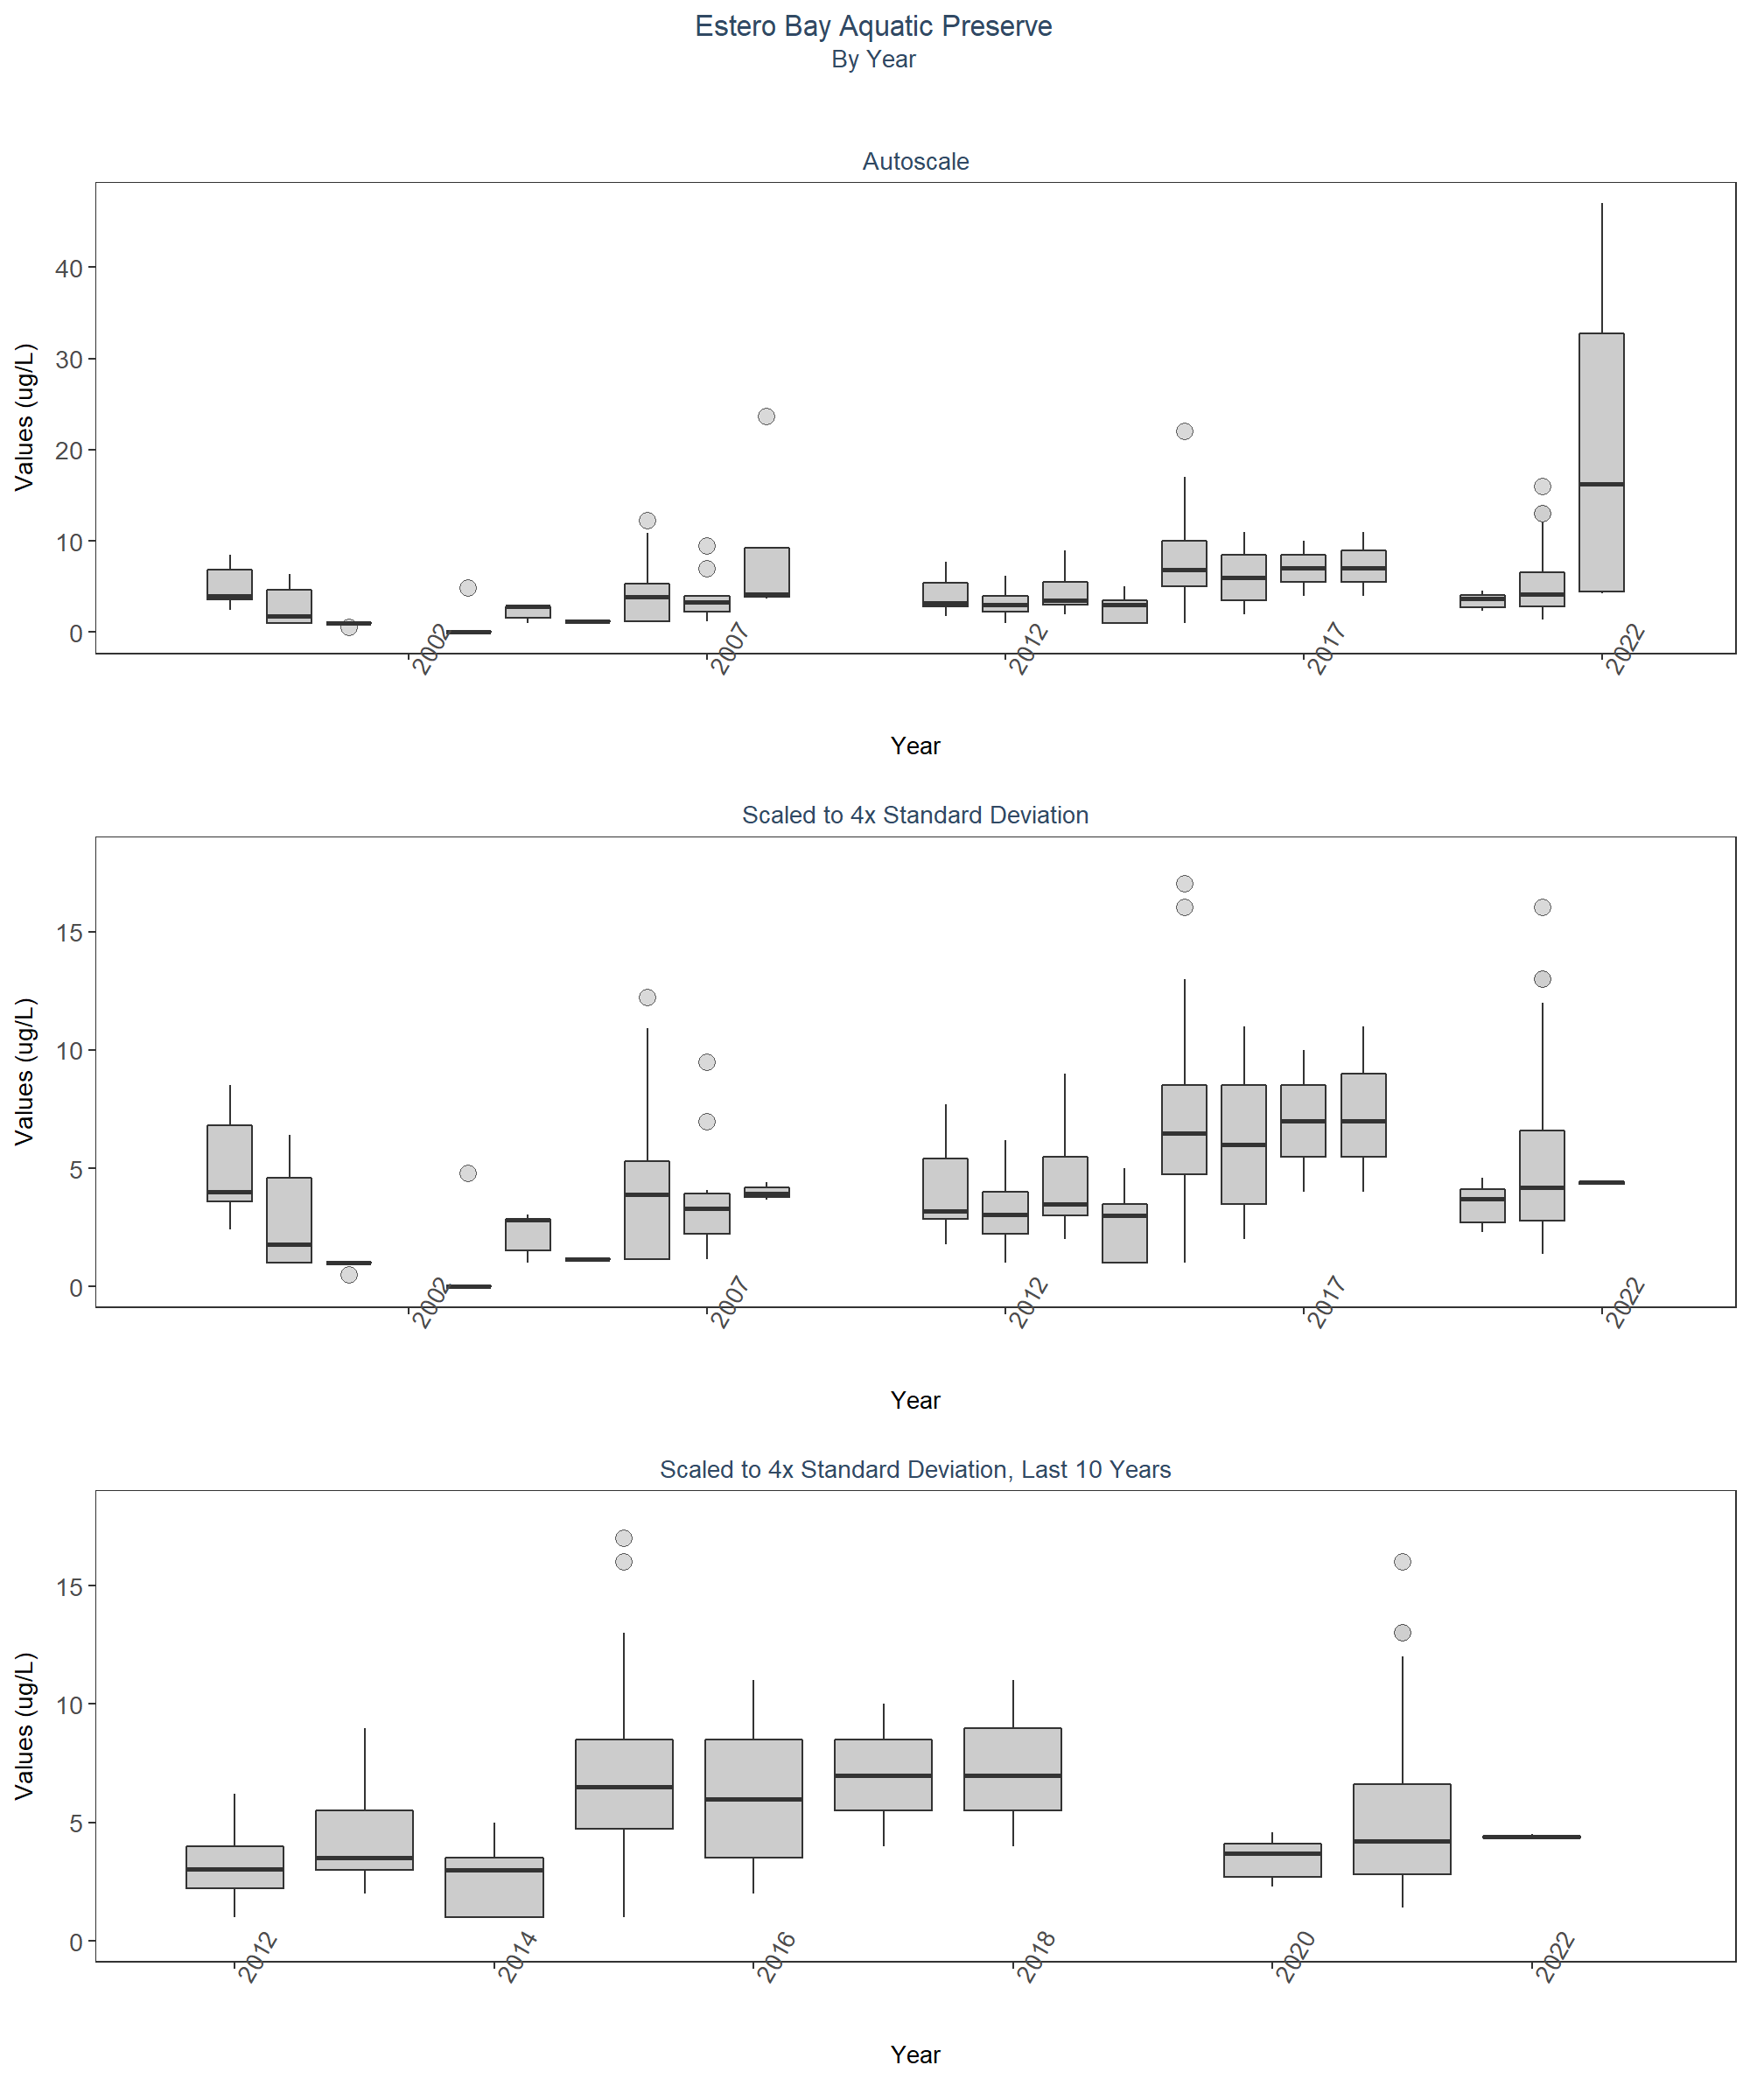 Estero Bay Aquatic Preserve
By Year
Autoscale
Values (ug/L)
40
30
20
10
0
2002
2007
2012
2017
2022
Year
Scaled to 4x Standard Deviation
Values (ug/L)
15
10
5
0
2002
2007
2012
2017
2022
Year
Scaled to 4x Standard Deviation, Last 10 Years
Values (ug/L)
15
10
5
0
2012
2014
2016
2018
2020
2022
Year